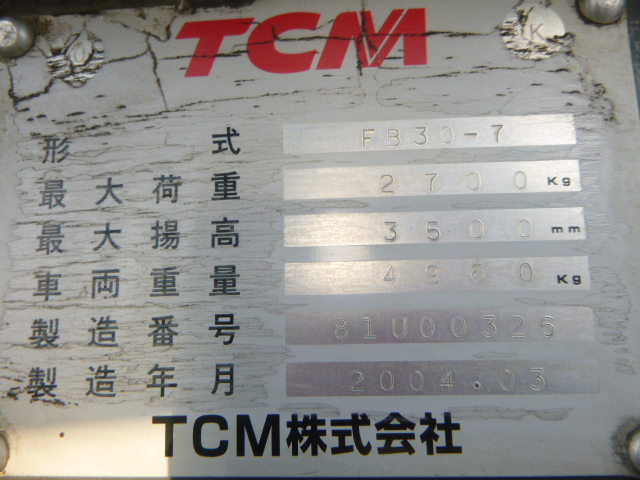 TCM
形式 FB30-7
最大荷重 2700 Kg
最大揚高 3500 mm
車両重量 4960 Kg
製造番号 81U00326
製造年月 2004.03
TCM株式会社